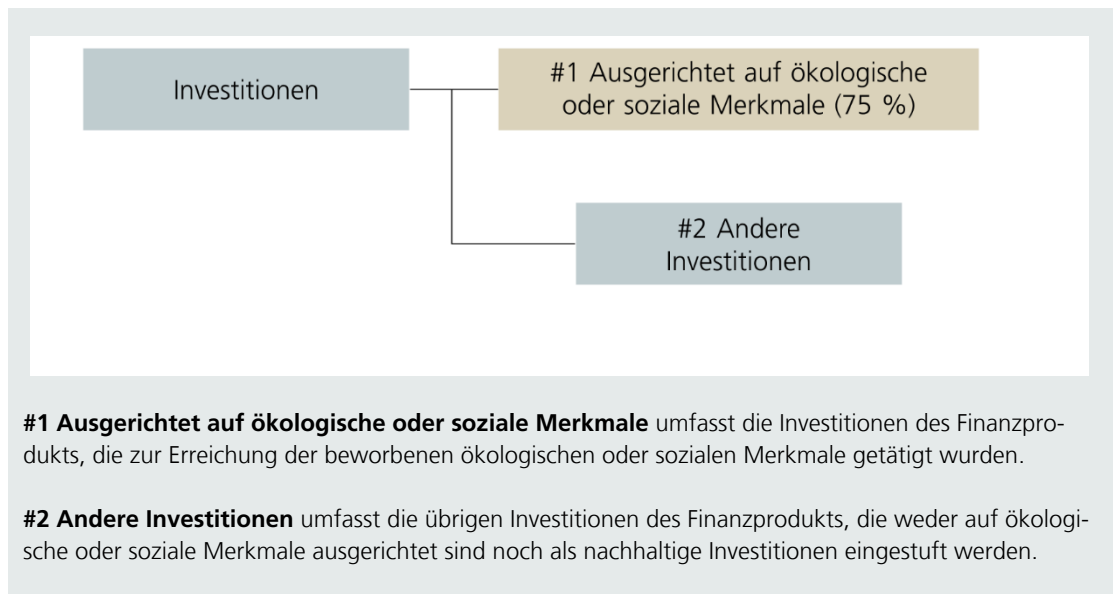 Investitionen
#1 Ausgerichtet auf ökologische
oder soziale Merkmale (75 %)
#2 Andere
Investitionen
#1 Ausgerichtet auf ökologische oder soziale Merkmale umfasst die Investitionen des Finanzpro-
dukts, die zur Erreichung der beworbenen ökologischen oder sozialen Merkmale getätigt wurden.
#2 Andere Investitionen umfasst die übrigen Investitionen des Finanzprodukts, die weder auf ökologi-
sche oder soziale Merkmale ausgerichtet sind noch als nachhaltige Investitionen eingestuft werden.